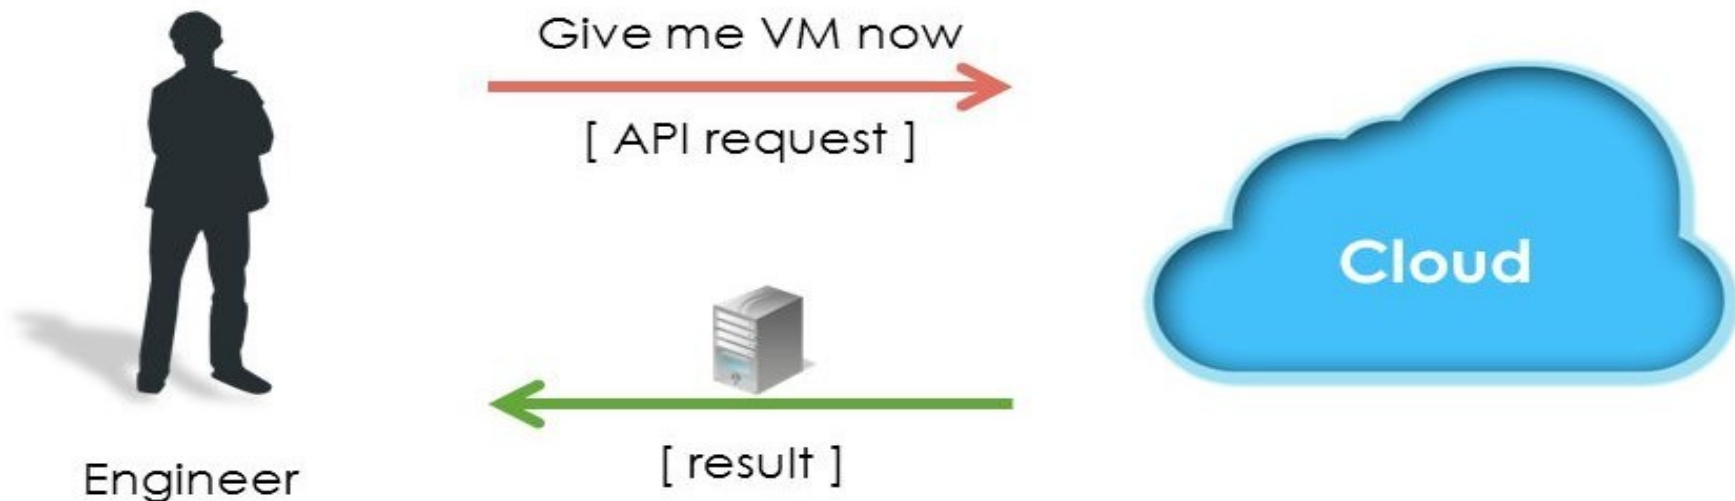 Give me VM now
[ API request ]
Cloud
[ result ]
Engineer